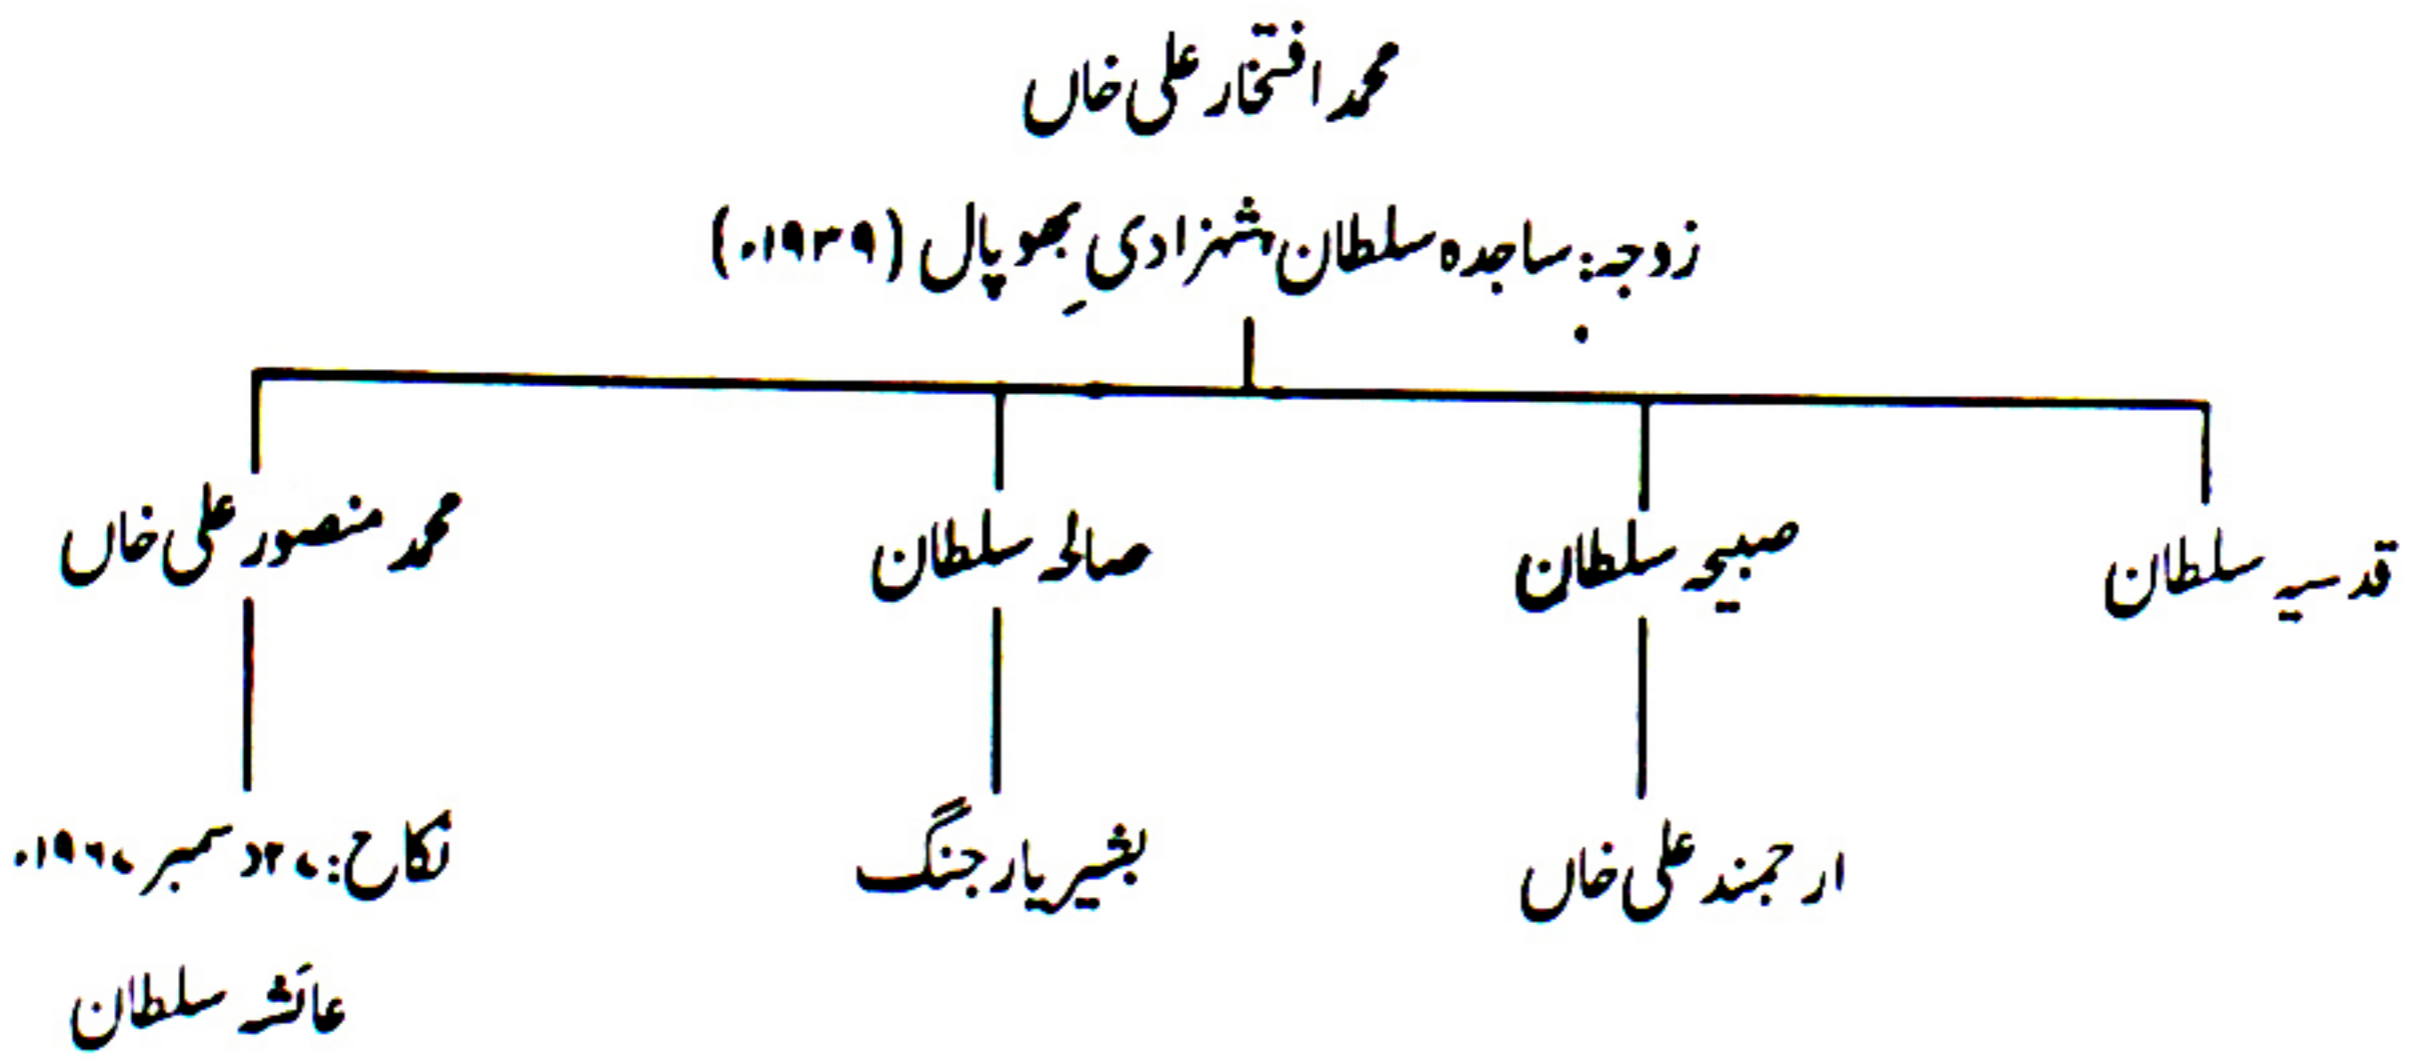 محمد افتخار علی خاں
زوجہ: ساجدہ سلطان شہزادیِ بھوپال (۱۹۳۹ء)
قدسیہ سلطان
صبیحہ سلطان
صالحہ سلطان
محمد منصور علی خاں
ارجمند علی خاں
بشیر یار جنگ
نکاح: ۲۷ دسمبر ۱۹۶۷ء
عائشہ سلطان